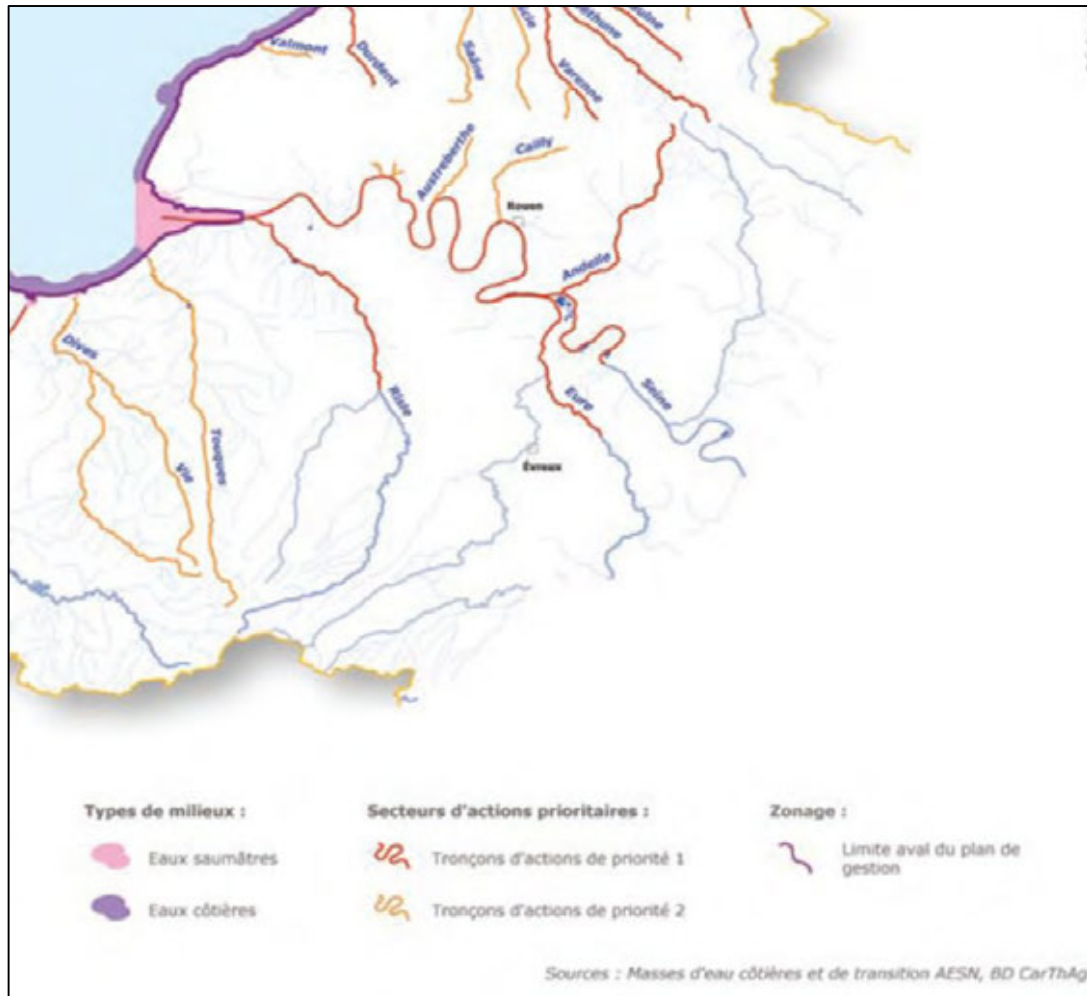 Valmont
Durdent
Saâne
Varenne
Austreberthe
Cailly
Rouen
Andelle
Dives
Vie
Touques
Risle
Eure
Seine
Évreux
Types de milieux :
Eaux saumâtres
Eaux côtières
Secteurs d'actions prioritaires :
Tronçons d'actions de priorité 1
Tronçons d'actions de priorité 2
Zonage :
Limite aval du plan de
gestion
Sources : Masses d'eau côtières et de transition AESN, BD CarThAg